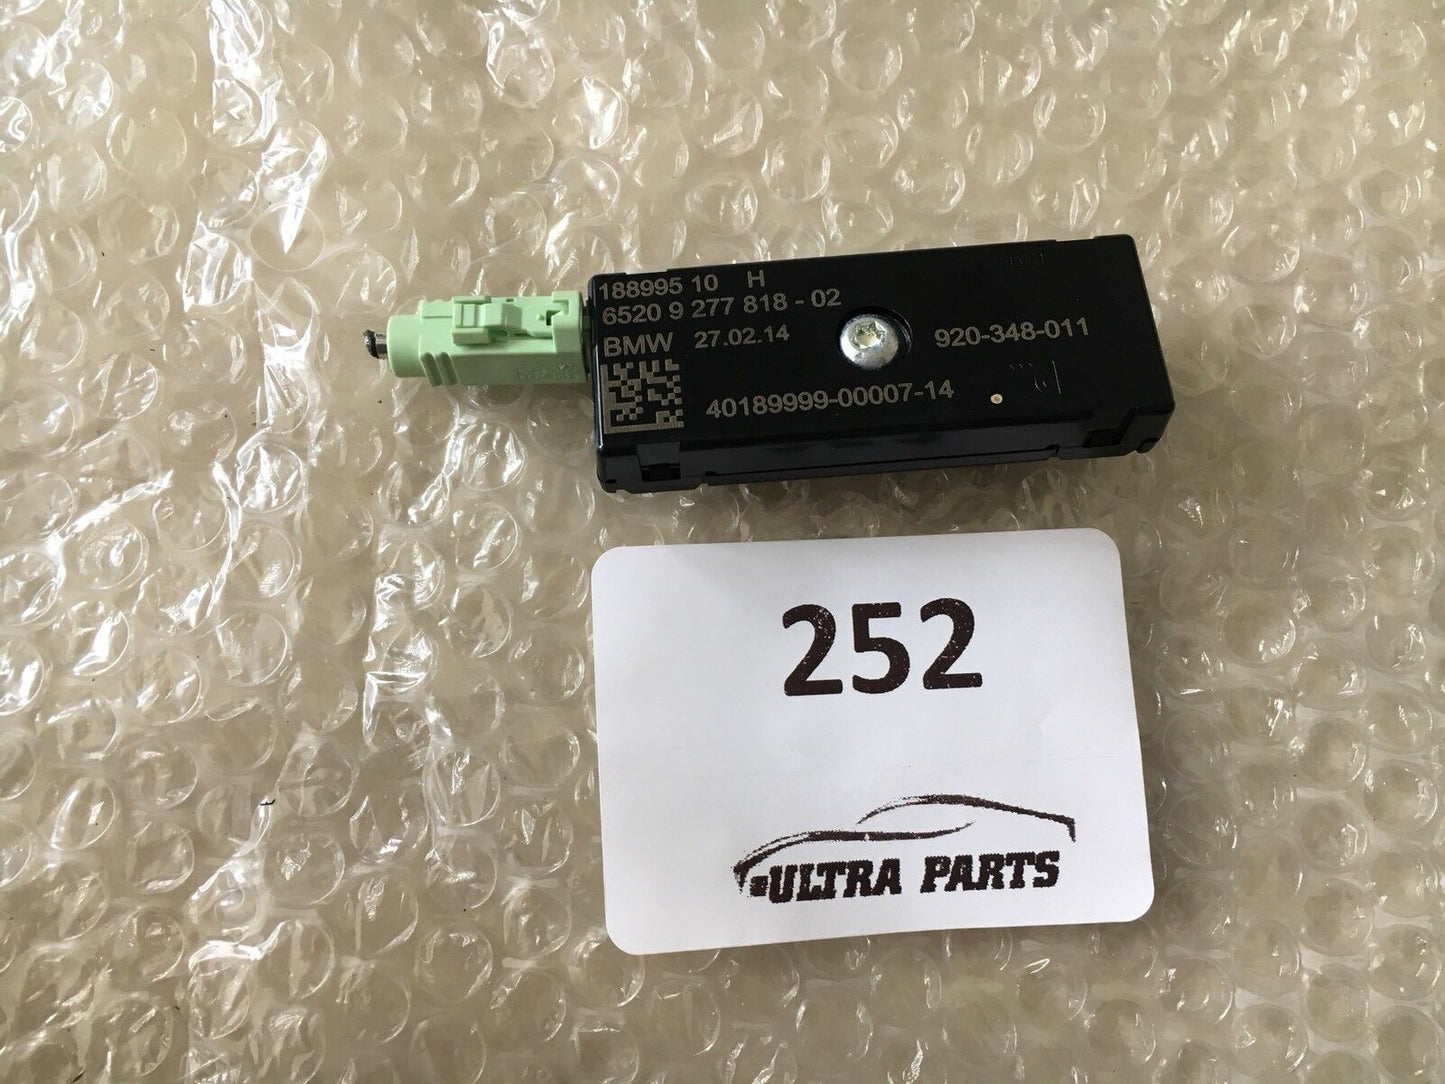 188995 10 H
6520 9 277 818 - 02
BMW 27.02.14
920-348-011
40189999-00007-14
252
ULTRA PARTS